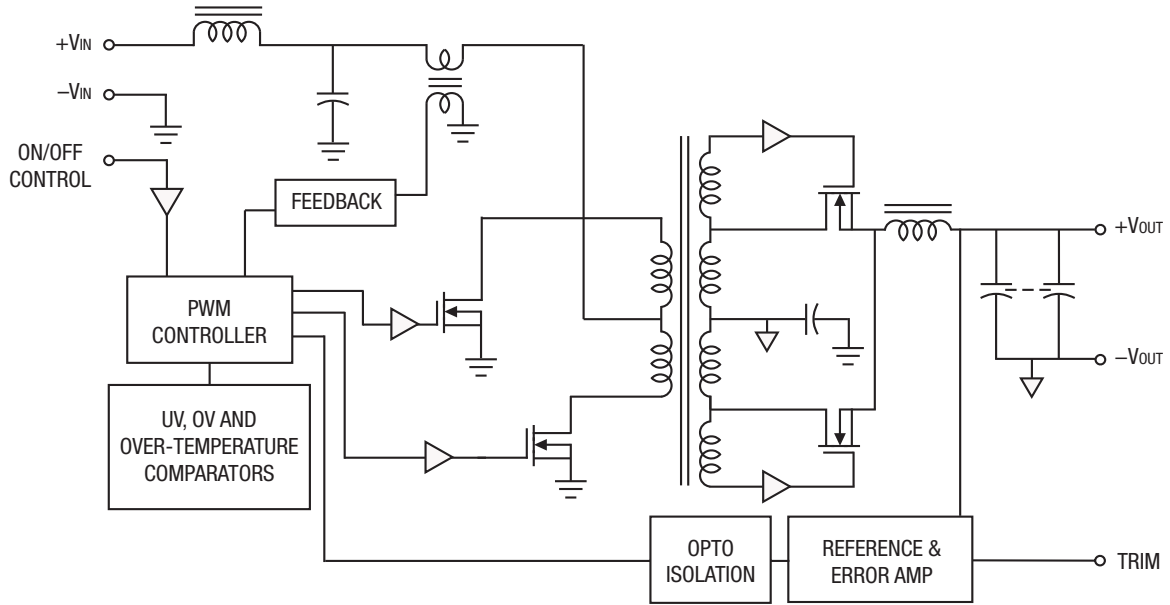 +VIN
−VIN
ON/OFF
CONTROL
FEEDBACK
PWM
CONTROLLER
UV, OV AND
OVER-TEMPERATURE
COMPARATORS
+VOUT
−VOUT
OPTO
ISOLATION
REFERENCE &
ERROR AMP
TRIM